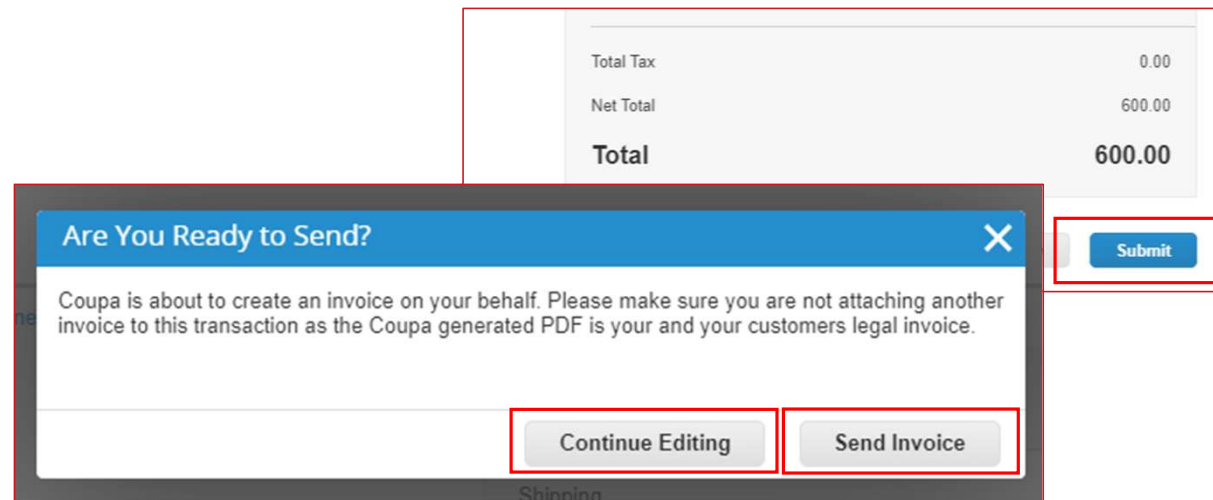 Total Tax 0.00
Net Total 600.00
Total 600.00
Submit
Are You Ready to Send?
Coupa is about to create an invoice on your behalf. Please make sure you are not attaching another
invoice to this transaction as the Coupa generated PDF is your and your customers legal invoice.
Continue Editing Send Invoice
Shipping